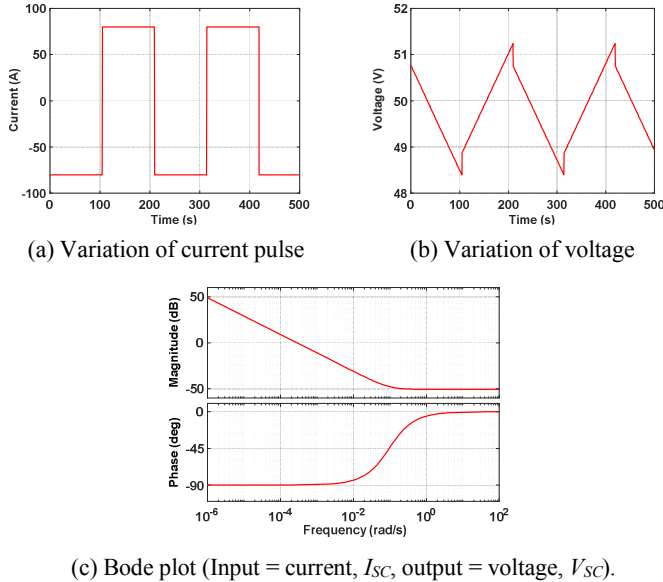 100
50
0
-50
-100
Current (A)
0 100 200 300 400 500
Time (s)
(a) Variation of current pulse
52
51
50
49
48
Voltage (V)
0 100 200 300 400 500
Time (s)
(b) Variation of voltage
50
0
-50
Magnitude (dB)
0
-45
-90
Phase (deg)
10^-6 10^-4 10^-2 10^0 10^2
Frequency (rad/s)
(c) Bode plot (Input = current, I_SC, output = voltage, V_SC).